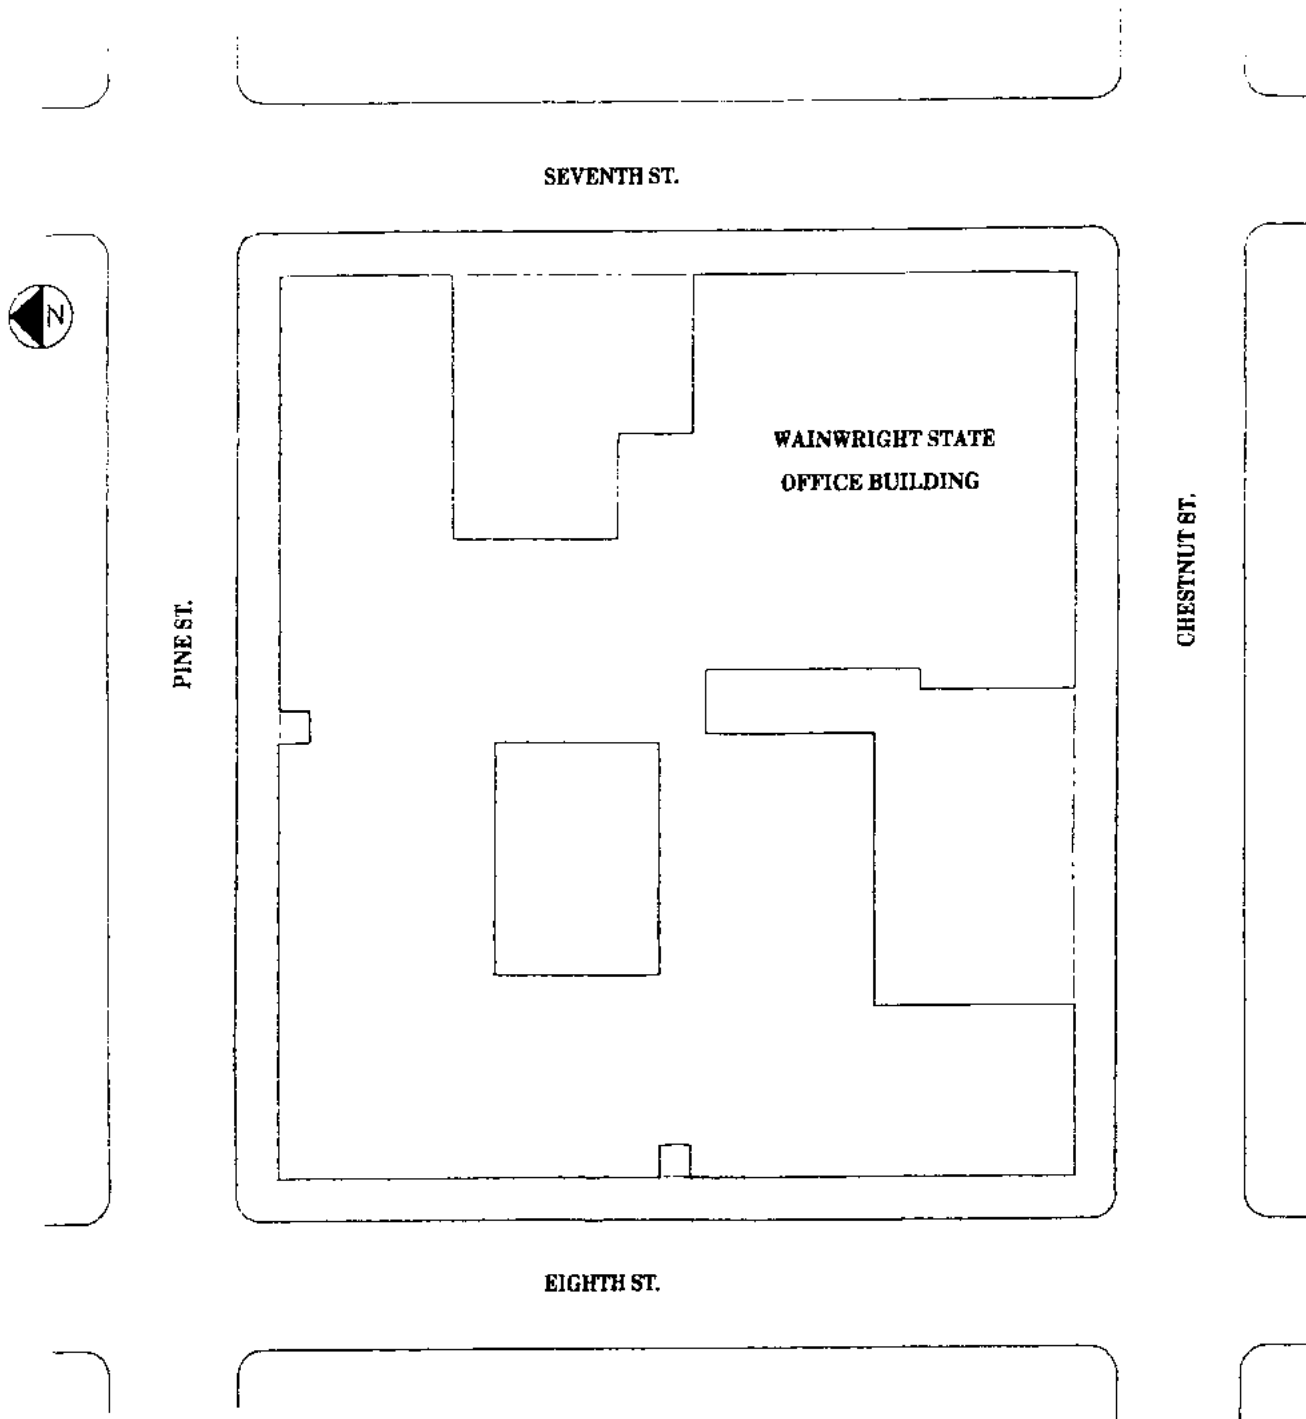 SEVENTH ST.
N
WAINWRIGHT STATE
OFFICE BUILDING
CHESTNUT ST.
PINE ST.
EIGHTH ST.